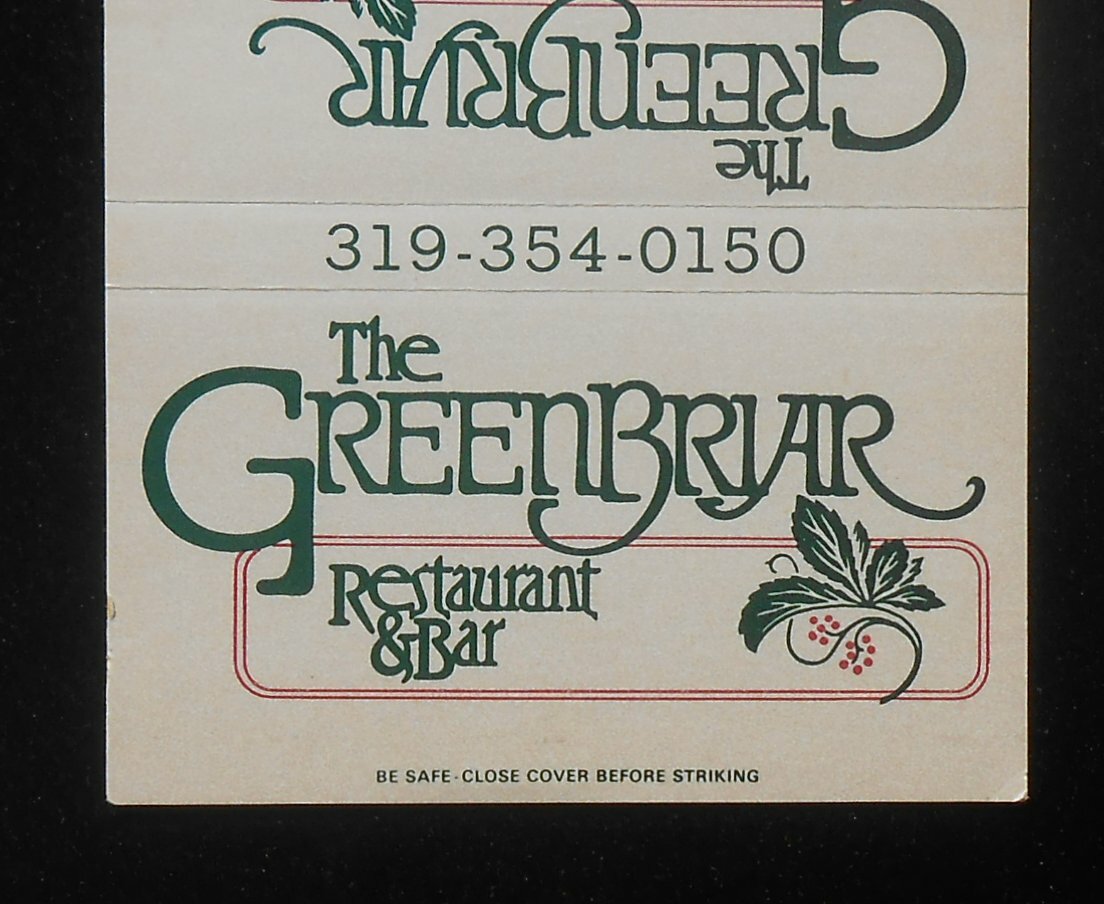 The
GREENBRIAR
319-354-0150
The
GREENBRIAR
Restaurant
& Bar
BE SAFE-CLOSE COVER BEFORE STRIKING